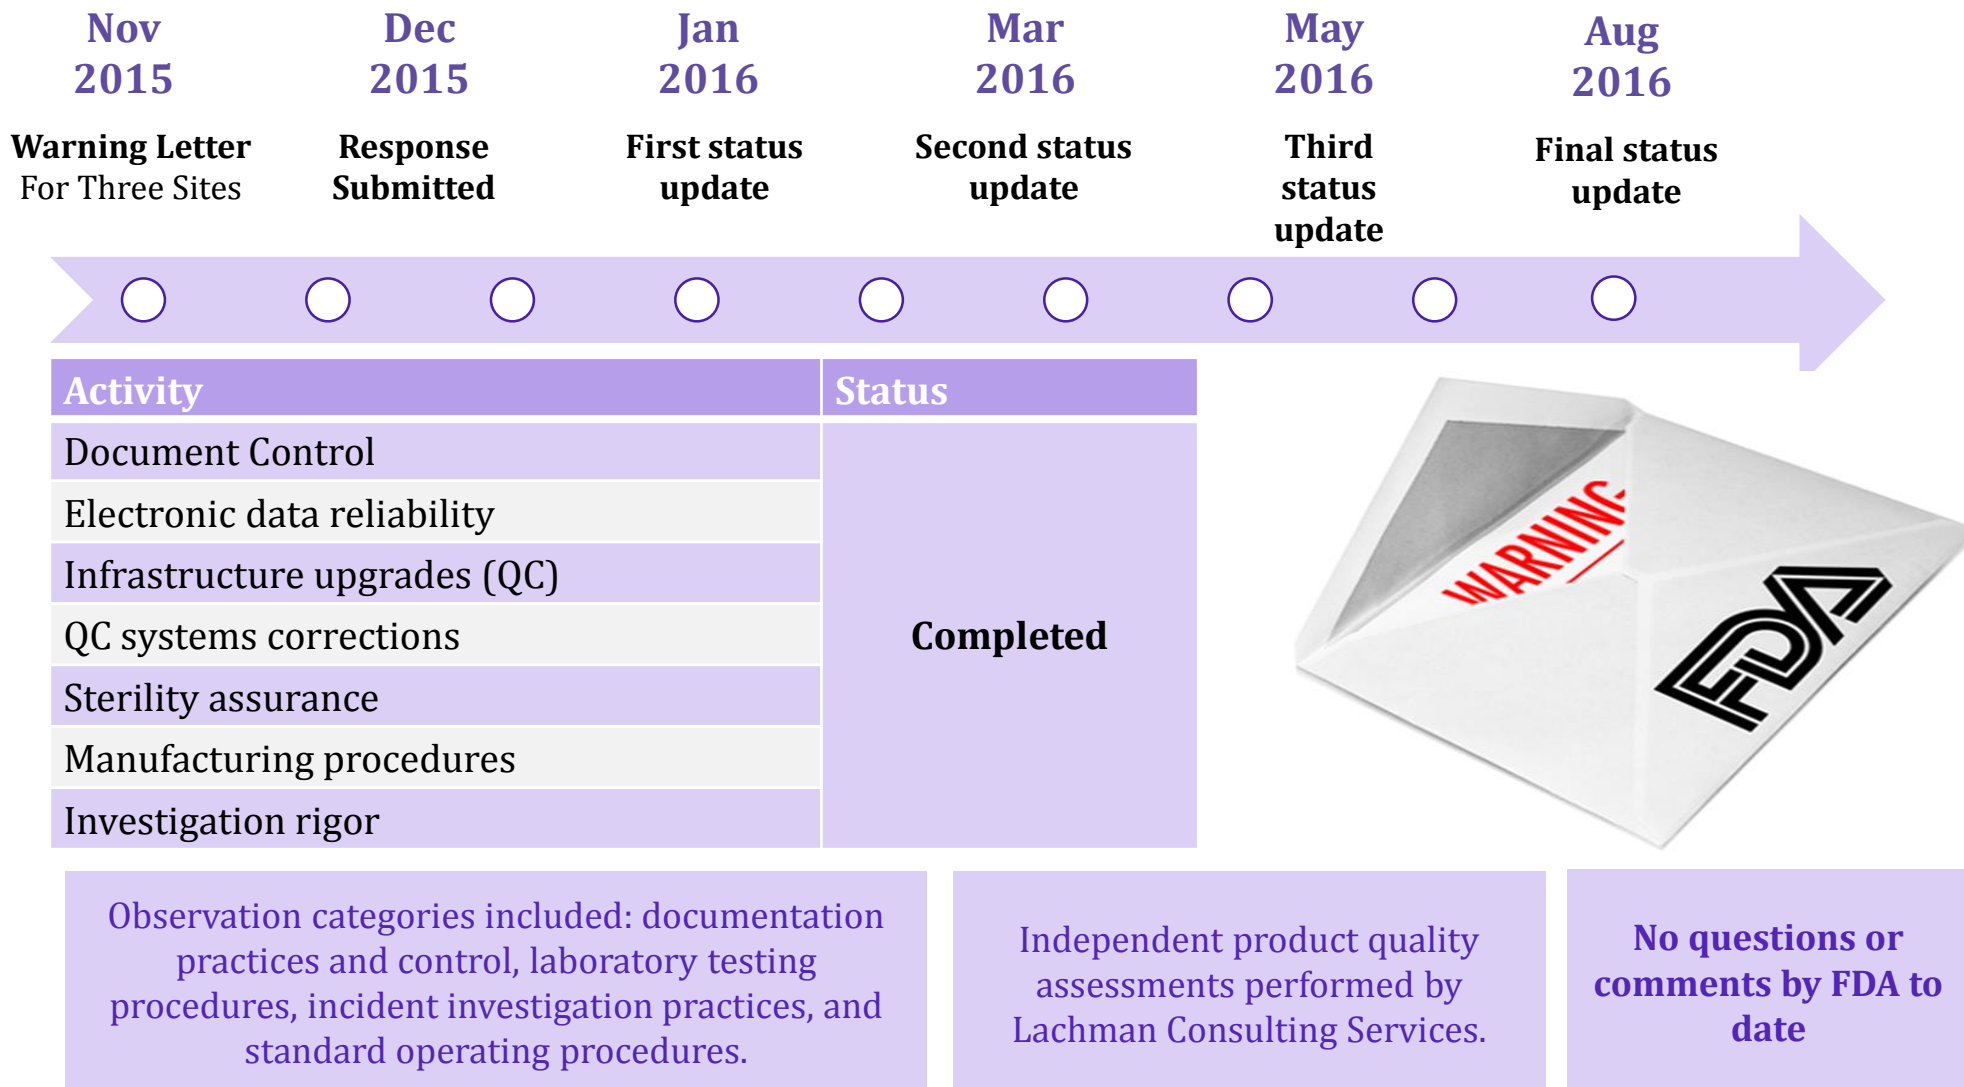 Nov
2015
Dec
2015
Jan
2016
Mar
2016
May
2016
Aug
2016
Warning Letter
For Three Sites
Response
Submitted
First status
update
Second status
update
Third
status
update
Final status
update
Activity
Status
Document Control
Electronic data reliability
Infrastructure upgrades (QC)
QC systems corrections
Sterility assurance
Manufacturing procedures
Investigation rigor
Completed
WARNING
FDA
Observation categories included: documentation
practices and control, laboratory testing
procedures, incident investigation practices, and
standard operating procedures.
Independent product quality
assessments performed by
Lachman Consulting Services.
No questions or
comments by FDA to
date